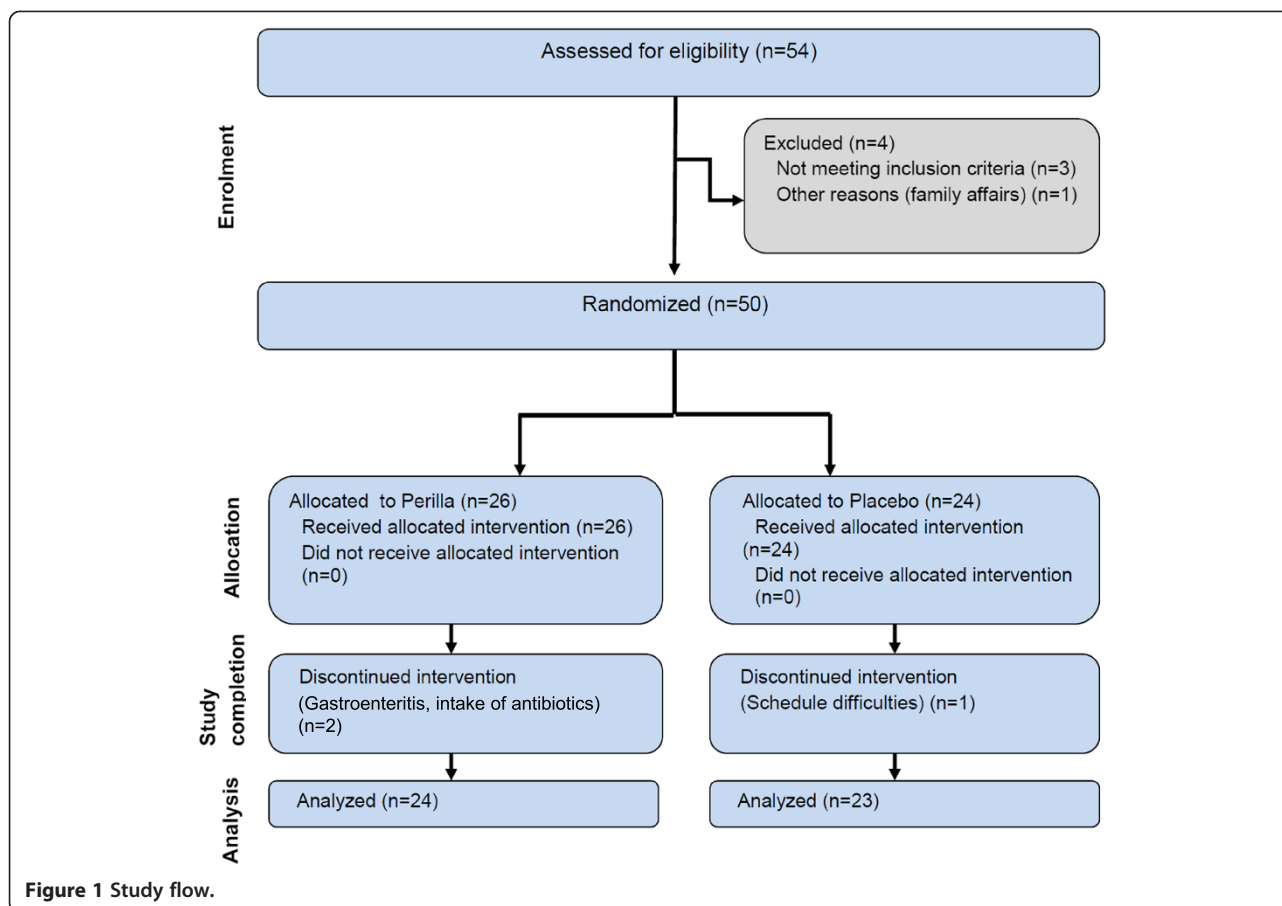 Assessed for eligibility (n=54)
Enrolment
Excluded (n=4)
Not meeting inclusion criteria (n=3)
Other reasons (family affairs) (n=1)
Randomized (n=50)
Allocation
Allocated to Perilla (n=26)
Received allocated intervention (n=26)
Did not receive allocated intervention
(n=0)
Allocated to Placebo (n=24)
Received allocated intervention
(n=24)
Did not receive allocated intervention
(n=0)
Study
completion
Discontinued intervention
(Gastroenteritis, intake of antibiotics)
(n=2)
Discontinued intervention
(Schedule difficulties) (n=1)
Analysis
Analyzed (n=24)
Analyzed (n=23)
Figure 1 Study flow.